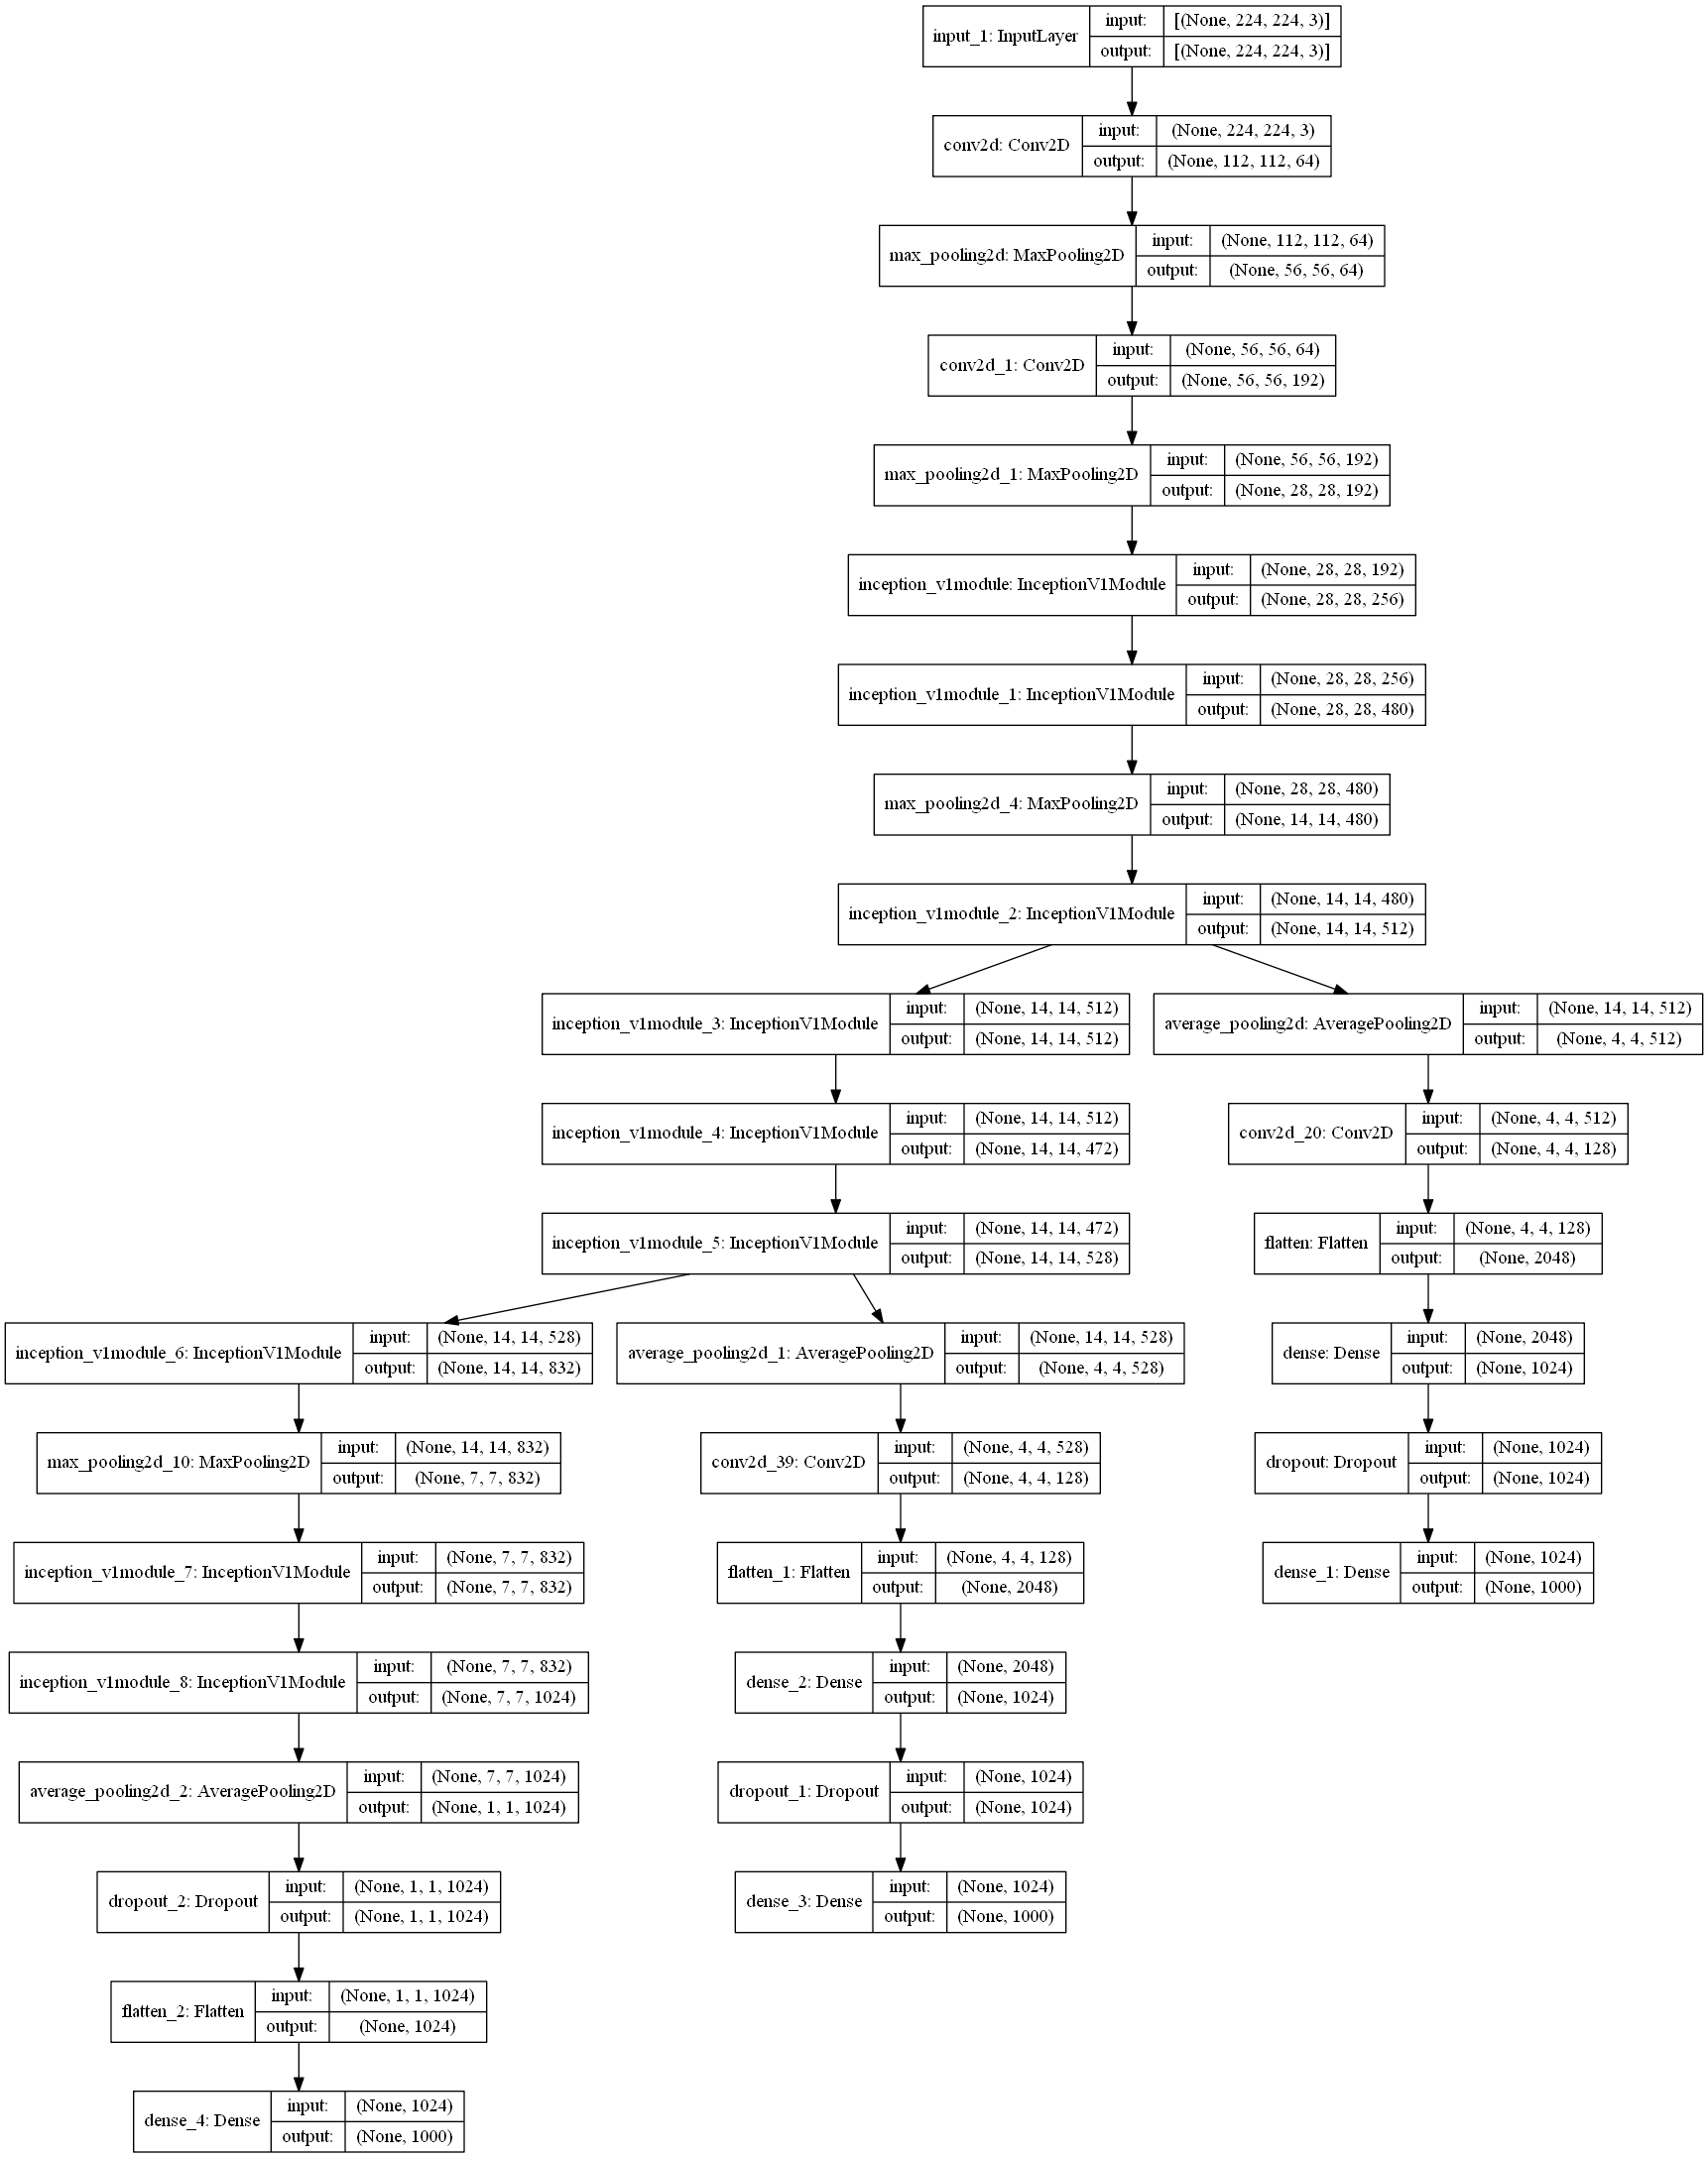 input_1: InputLayer
input: [(None, 224, 224, 3)]
output: [(None, 224, 224, 3)]
conv2d: Conv2D
input: (None, 224, 224, 3)
output: (None, 112, 112, 64)
max_pooling2d: MaxPooling2D
input: (None, 112, 112, 64)
output: (None, 56, 56, 64)
conv2d_1: Conv2D
input: (None, 56, 56, 64)
output: (None, 56, 56, 192)
max_pooling2d_1: MaxPooling2D
input: (None, 56, 56, 192)
output: (None, 28, 28, 192)
inception_v1module: InceptionV1Module
input: (None, 28, 28, 192)
output: (None, 28, 28, 256)
inception_v1module_1: InceptionV1Module
input: (None, 28, 28, 256)
output: (None, 28, 28, 480)
max_pooling2d_4: MaxPooling2D
input: (None, 28, 28, 480)
output: (None, 14, 14, 480)
inception_v1module_2: InceptionV1Module
input: (None, 14, 14, 480)
output: (None, 14, 14, 512)
inception_v1module_3: InceptionV1Module
input: (None, 14, 14, 512)
output: (None, 14, 14, 512)
average_pooling2d: AveragePooling2D
input: (None, 14, 14, 512)
output: (None, 4, 4, 512)
inception_v1module_4: InceptionV1Module
input: (None, 14, 14, 512)
output: (None, 14, 14, 472)
conv2d_20: Conv2D
input: (None, 4, 4, 512)
output: (None, 4, 4, 128)
inception_v1module_5: InceptionV1Module
input: (None, 14, 14, 472)
output: (None, 14, 14, 528)
flatten: Flatten
input: (None, 4, 4, 128)
output: (None, 2048)
inception_v1module_6: InceptionV1Module
input: (None, 14, 14, 528)
output: (None, 14, 14, 832)
average_pooling2d_1: AveragePooling2D
input: (None, 14, 14, 528)
output: (None, 4, 4, 528)
dense: Dense
input: (None, 2048)
output: (None, 1024)
max_pooling2d_10: MaxPooling2D
input: (None, 14, 14, 832)
output: (None, 7, 7, 832)
conv2d_39: Conv2D
input: (None, 4, 4, 528)
output: (None, 4, 4, 128)
dropout: Dropout
input: (None, 1024)
output: (None, 1024)
inception_v1module_7: InceptionV1Module
input: (None, 7, 7, 832)
output: (None, 7, 7, 832)
flatten_1: Flatten
input: (None, 4, 4, 128)
output: (None, 2048)
dense_1: Dense
input: (None, 1024)
output: (None, 1000)
inception_v1module_8: InceptionV1Module
input: (None, 7, 7, 832)
output: (None, 7, 7, 1024)
dense_2: Dense
input: (None, 2048)
output: (None, 1024)
average_pooling2d_2: AveragePooling2D
input: (None, 7, 7, 1024)
output: (None, 1, 1, 1024)
dropout_1: Dropout
input: (None, 1024)
output: (None, 1024)
dropout_2: Dropout
input: (None, 1, 1, 1024)
output: (None, 1, 1, 1024)
dense_3: Dense
input: (None, 1024)
output: (None, 1000)
flatten_2: Flatten
input: (None, 1, 1, 1024)
output: (None, 1024)
dense_4: Dense
input: (None, 1024)
output: (None, 1000)